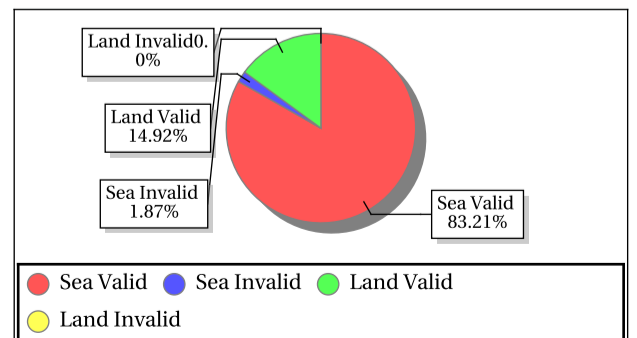 Land Invalid0.
0%
Land Valid
14.92%
Sea Invalid
1.87%
Sea Valid
83.21%
Sea Valid
Sea Invalid
Land Valid
Land Invalid